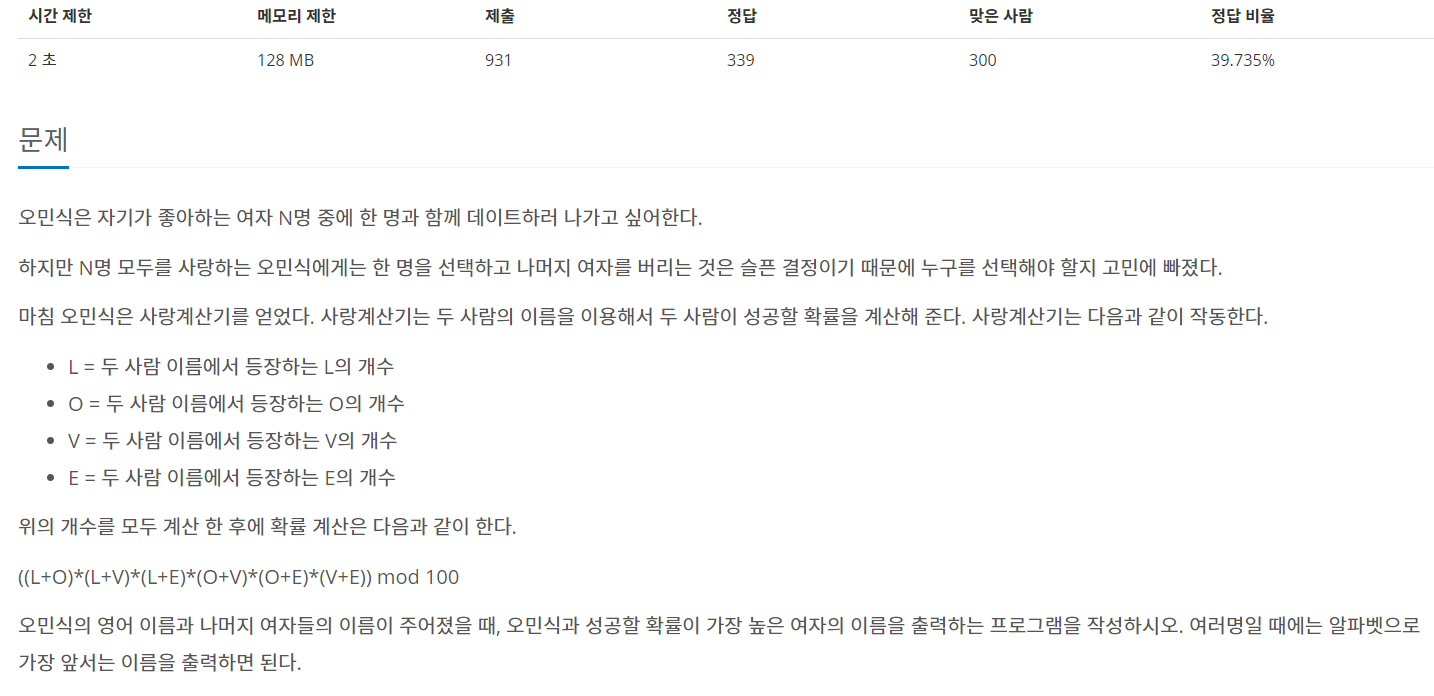 시간 제한 메모리 제한 제출 정답 맞은 사람 정답 비율
2 초 128 MB 931 339 300 39.735%
문제
오민식은 자기가 좋아하는 여자 N명 중에 한 명과 함께 데이트하러 나가고 싶어한다.
하지만 N명 모두를 사랑하는 오민식에게는 한 명을 선택하고 나머지 여자를 버리는 것은 슬픈 결정이기 때문에 누구를 선택해야 할지 고민에 빠졌다.
마침 오민식은 사랑계산기를 얻었다. 사랑계산기는 두 사람의 이름을 이용해서 두 사람이 성공할 확률을 계산해 준다. 사랑계산기는 다음과 같이 작동한다.
• L = 두 사람 이름에서 등장하는 L의 개수
• O = 두 사람 이름에서 등장하는 O의 개수
• V = 두 사람 이름에서 등장하는 V의 개수
• E = 두 사람 이름에서 등장하는 E의 개수
위의 개수를 모두 계산 한 후에 확률 계산은 다음과 같이 한다.
((L+O)*(L+V)*(L+E)*(O+V)*(O+E)*(V+E)) mod 100
오민식의 영어 이름과 나머지 여자들의 이름이 주어졌을 때, 오민식과 성공할 확률이 가장 높은 여자의 이름을 출력하는 프로그램을 작성하시오. 여러명일 때에는 알파벳으로
가장 앞서는 이름을 출력하면 된다.